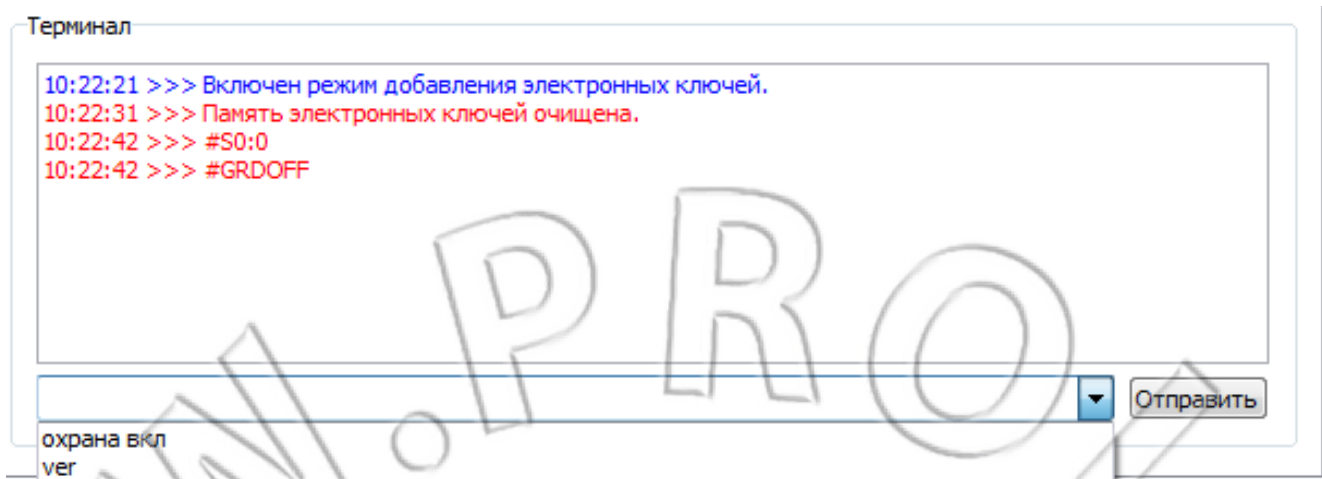 Терминал
10:22:21 >>> Включен режим добавления электронных ключей.
10:22:31 >>> Память электронных ключей очищена.
10:22:42 >>> #S0:0
10:22:42 >>> #GRDOFF
Отправить
охрана вкл
ver
.PRO